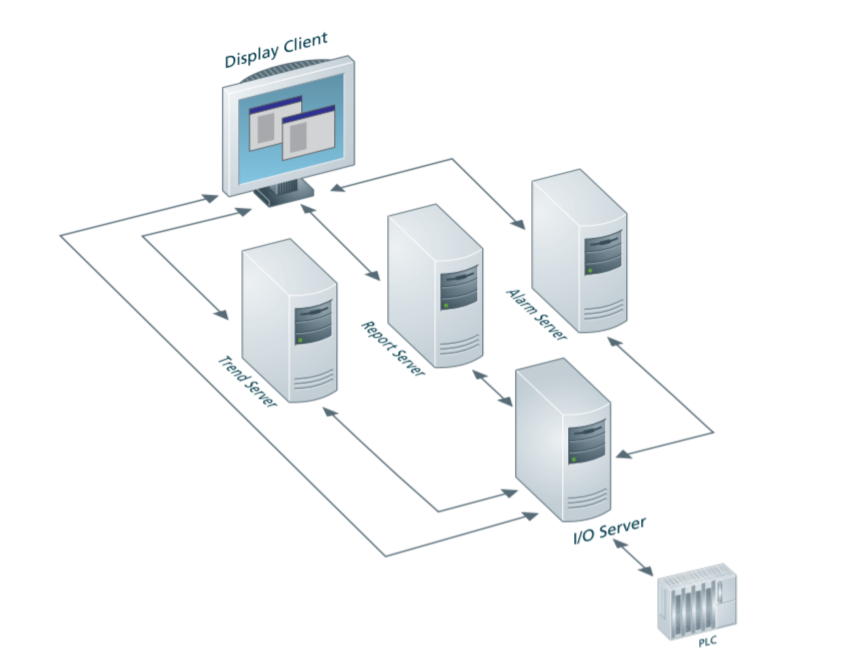 Display Client
Alarm Server
Report Server
Trend Server
I/O Server
PLC